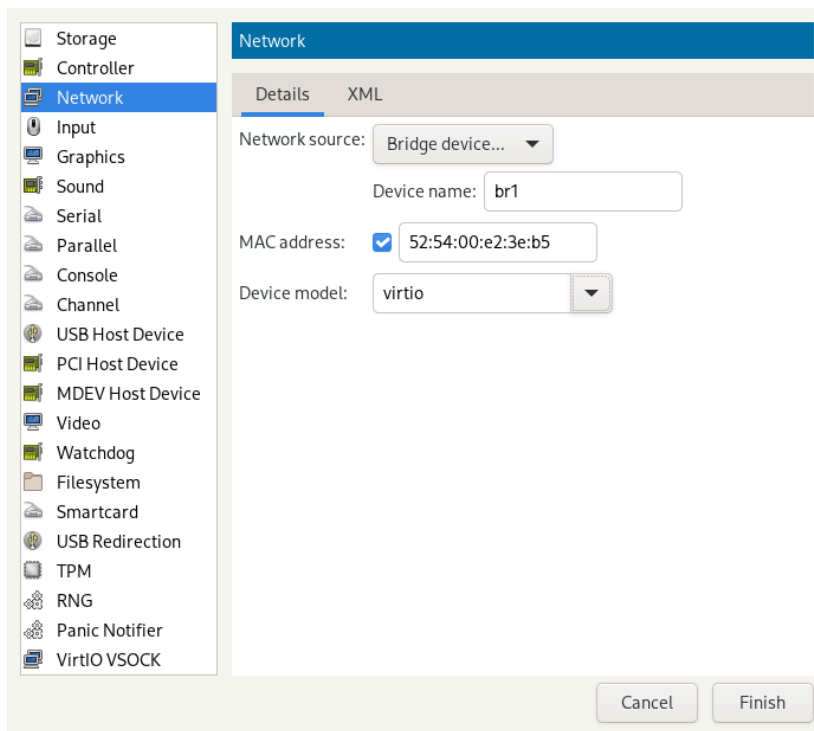 Storage
Controller
Network
Input
Graphics
Sound
Serial
Parallel
Console
Channel
USB Host Device
PCI Host Device
MDEV Host Device
Video
Watchdog
Filesystem
Smartcard
USB Redirection
TPM
RNG
Panic Notifier
VirtIO VSOCK
Network
Details XML
Network source: Bridge device...
Device name: br1
MAC address: 52:54:00:e2:3e:b5
Device model: virtio
Cancel Finish